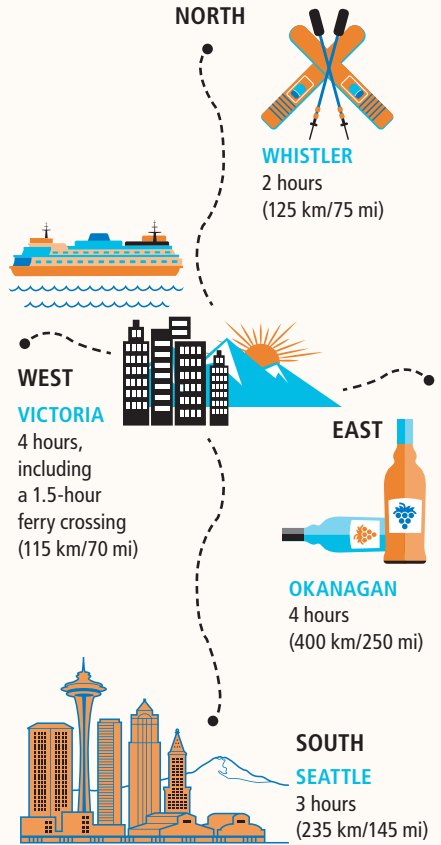 NORTH
WHISTLER
2 hours
(125 km/75 mi)
WEST
VICTORIA
4 hours,
including
a 1.5-hour
ferry crossing
(115 km/70 mi)
EAST
OKANAGAN
4 hours
(400 km/250 mi)
SOUTH
SEATTLE
3 hours
(235 km/145 mi)